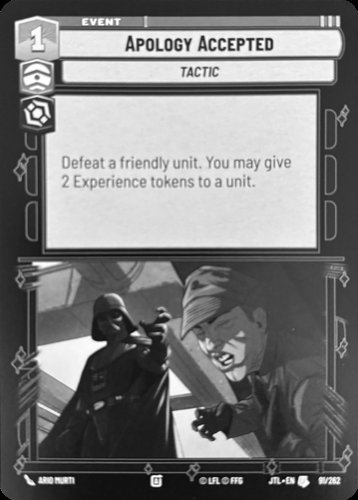 EVENT
1
APOLOGY ACCEPTED
TACTIC
Defeat a friendly unit. You may give
2 Experience tokens to a unit.
ARIO MURTI
© LFL © FFG
JTL • EN
91/262